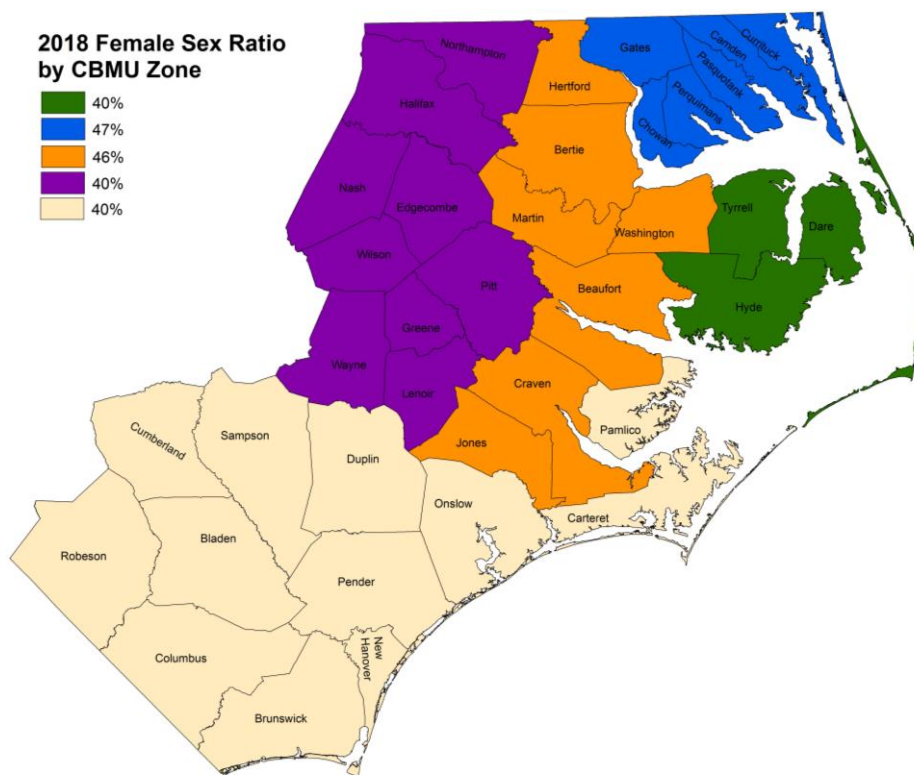 2018 Female Sex Ratio
by CBMU Zone
40%
47%
46%
40%
40%
Northampton
Hertford
Gates
Camden
Currituck
Pasquotank
Perquimans
Chowan
Halifax
Bertie
Nash
Edgecombe
Martin
Washington
Tyrrell
Dare
Wilson
Pitt
Beaufort
Hyde
Greene
Wayne
Lenoir
Craven
Jones
Pamlico
Cumberland
Sampson
Duplin
Onslow
Carteret
Robeson
Bladen
Pender
Columbus
New
Hanover
Brunswick